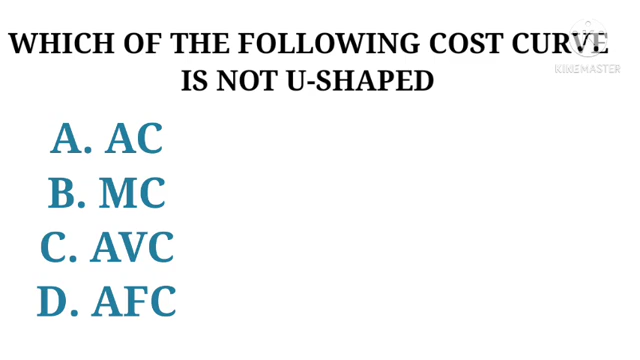 WHICH OF THE FOLLOWING COST CURVE
IS NOT U-SHAPED
KINEMASTER
A. AC
B. MC
C. AVC
D. AFC